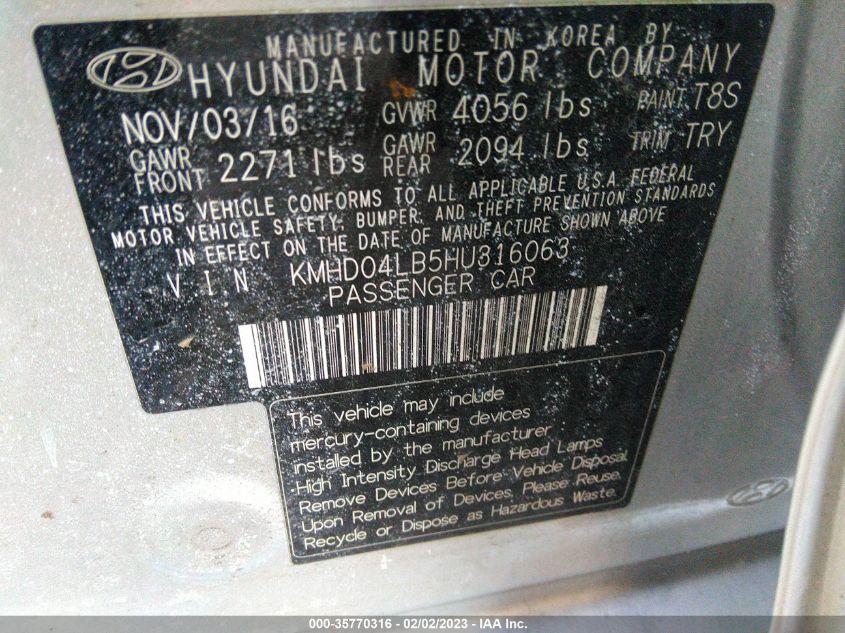 MANUFACTURED IN KOREA BY
HYUNDAI MOTOR COMPANY
NOV/03/16 GVWR 4056 lbs PAINT T8S
GAWR FRONT 2271 lbs GAWR REAR 2094 lbs TRIM TRY
THIS VEHICLE CONFORMS TO ALL APPLICABLE U.S.A. FEDERAL
MOTOR VEHICLE SAFETY, BUMPER, AND THEFT PREVENTION STANDARDS
IN EFFECT ON THE DATE OF MANUFACTURE SHOWN ABOVE
VIN KMHD04LB5HU316063
PASSENGER CAR
This vehicle may include
mercury-containing devices
installed by the manufacturer
High Intensity Discharge Head Lamps
Remove Devices Before Vehicle Disposal
Upon Removal of Devices, Please Reuse,
Recycle or Dispose as Hazardous Waste.
000-35770316 - 02/02/2023 - © IAA Inc.